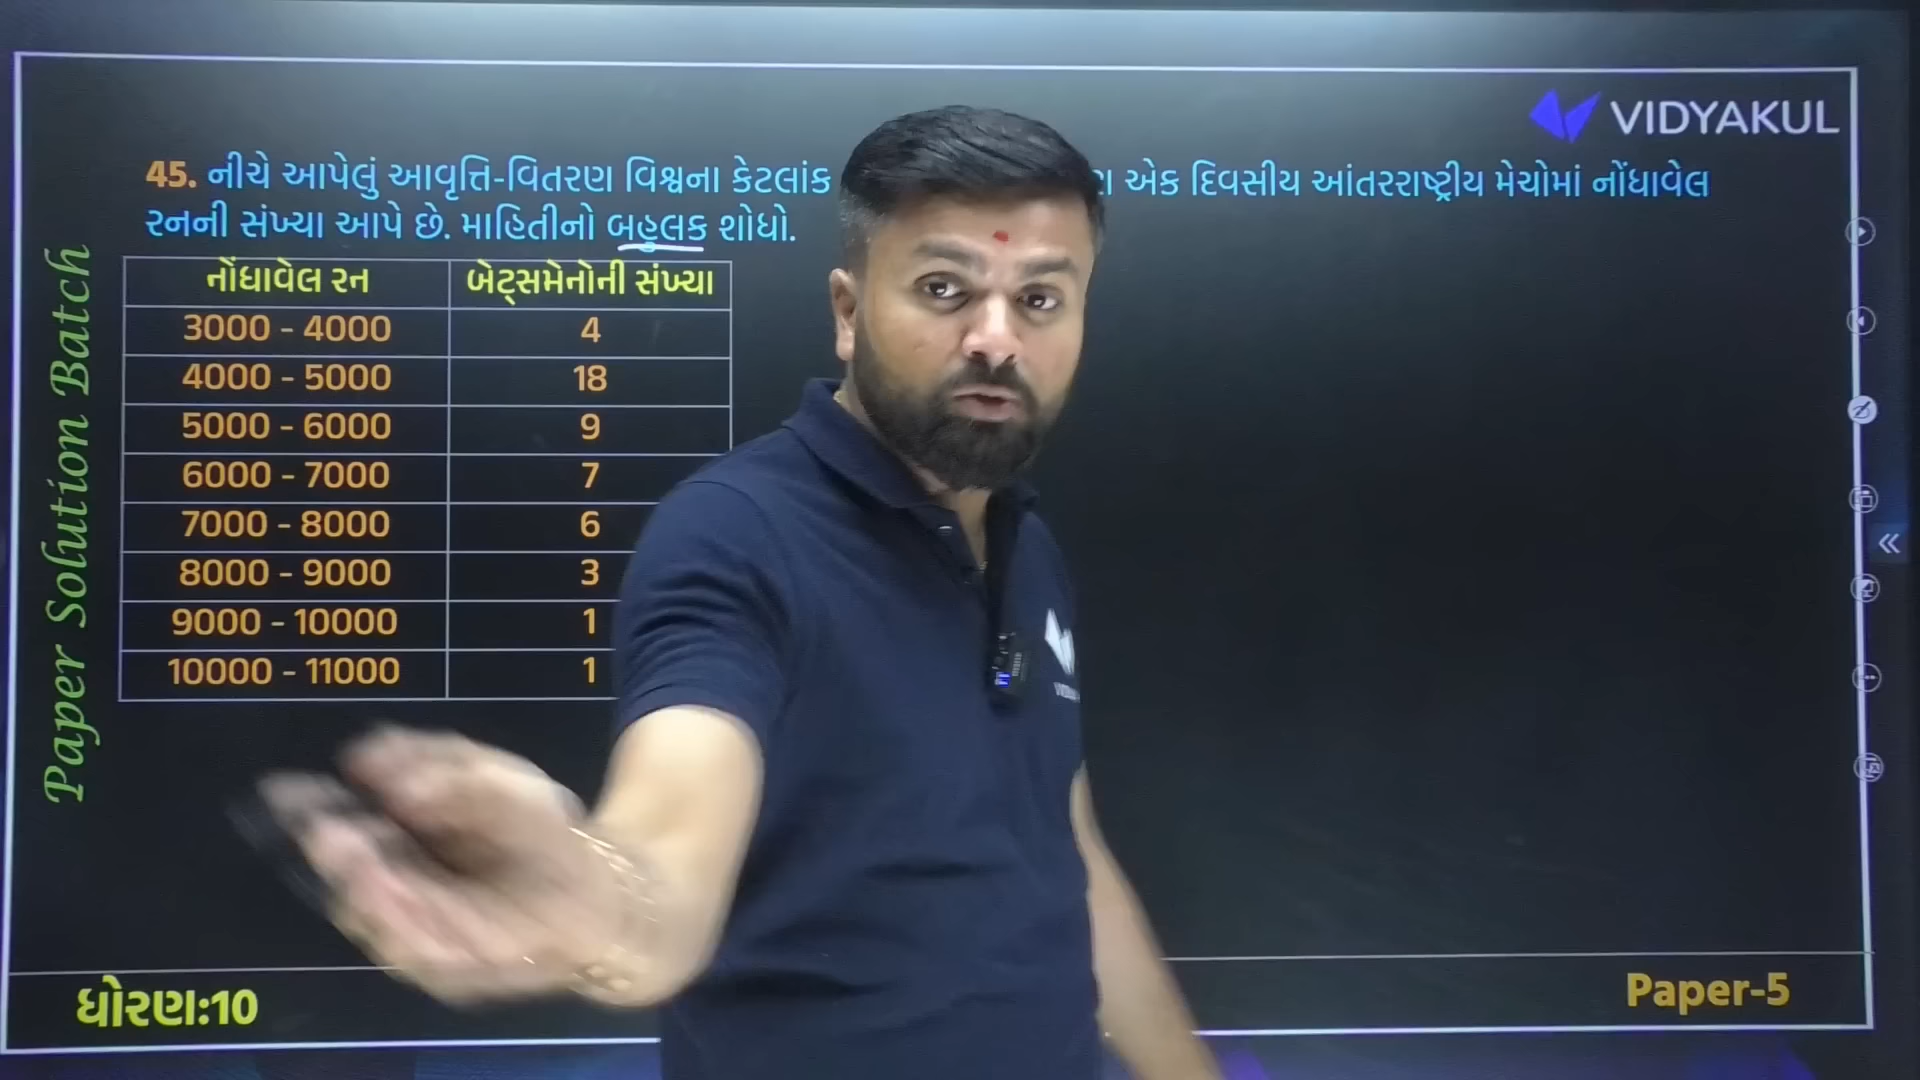 VIDYAKUL
45. નીચે આપેલું આવૃત્તિ-વિતરણ વિશ્વના કેટલાંક એક દિવસીય આંતરરાષ્ટ્રીય મેચોમાં નોંધાવેલ
રનની સંખ્યા આપે છે. માહિતીનો બહુલક શોધો.
નોંધાવેલ રન બેટ્સમેનોની સંખ્યા
3000 - 4000 4
4000 - 5000 18
5000 - 6000 9
6000 - 7000 7
7000 - 8000 6
8000 - 9000 3
9000 - 10000 1
10000 - 11000 1
Paper Solution Batch
ધોરણ:10
Paper-5